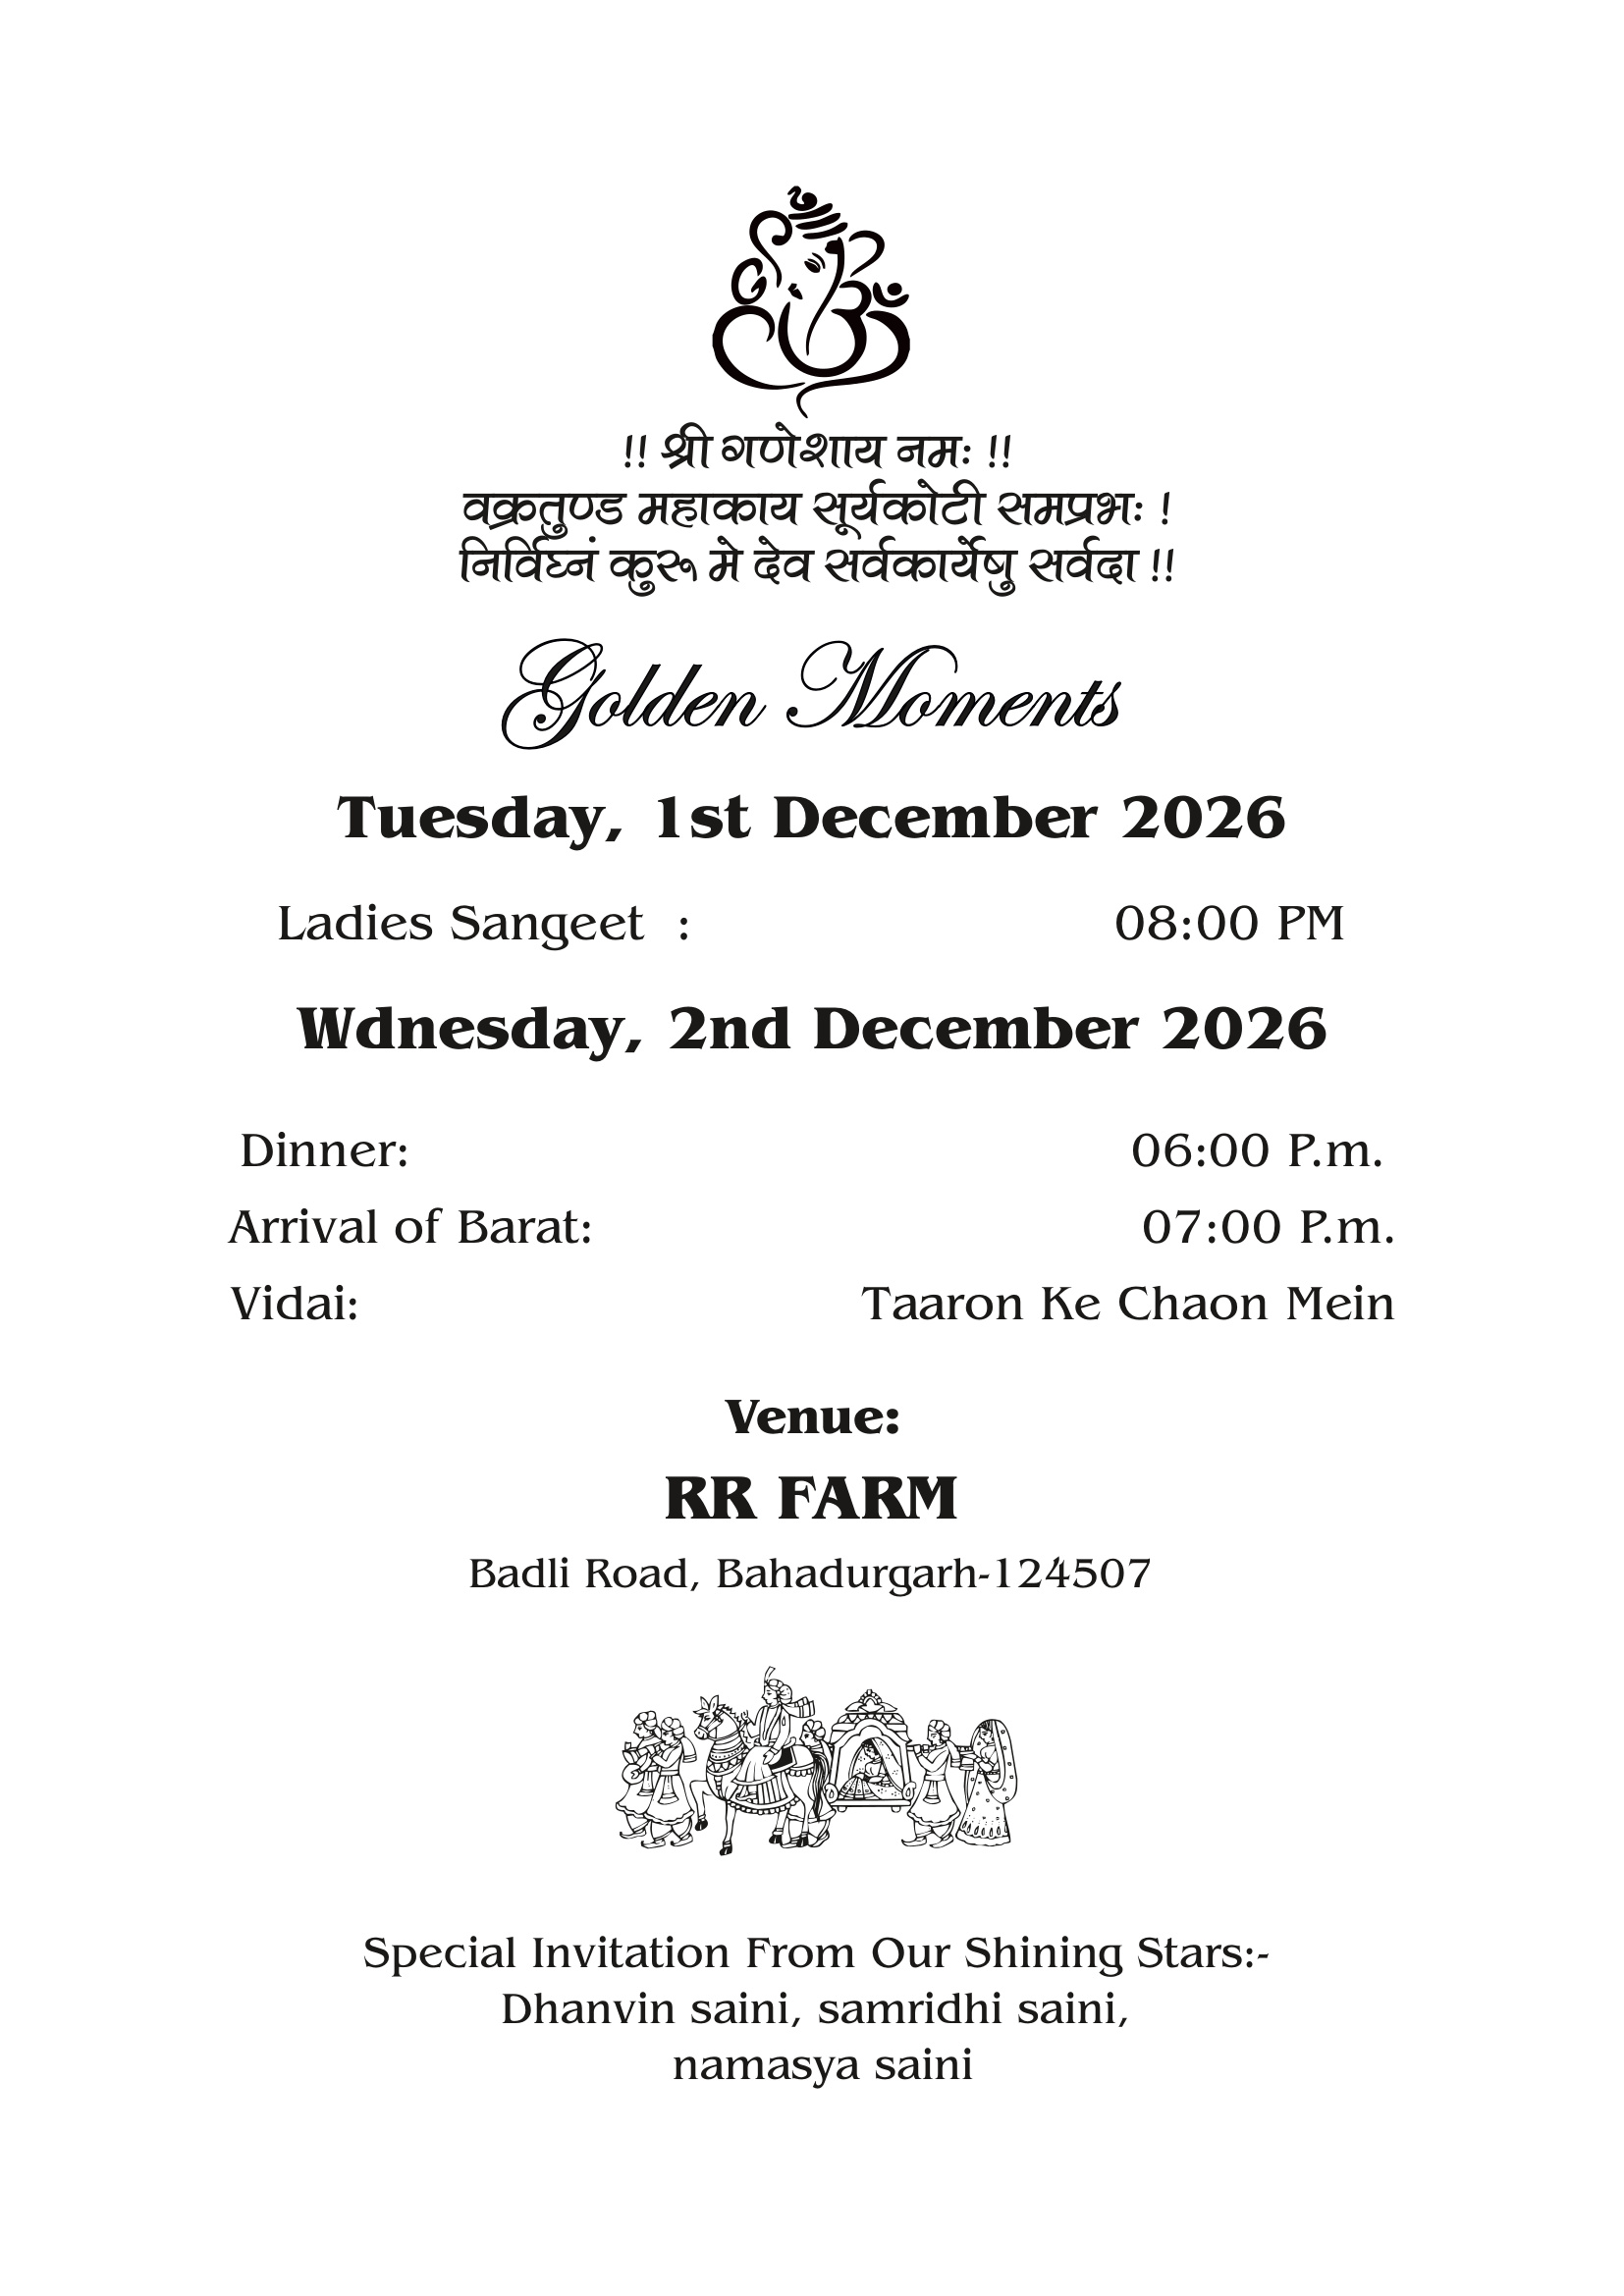 !! श्री गणेशाय नमः !!
वक्रतुण्ड महाकाय सूर्यकोटी समप्रभः !
निर्विघ्नं कुरू मे देव सर्वकार्येषु सर्वदा !!
Golden Moments
Tuesday, 1st December 2026
Ladies Sangeet : 08:00 PM
Wdnesday, 2nd December 2026
Dinner: 06:00 P.m.
Arrival of Barat: 07:00 P.m.
Vidai: Taaron Ke Chaon Mein
Venue:
RR FARM
Badli Road, Bahadurgarh-124507
Special Invitation From Our Shining Stars:-
Dhanvin saini, samridhi saini,
namasya saini